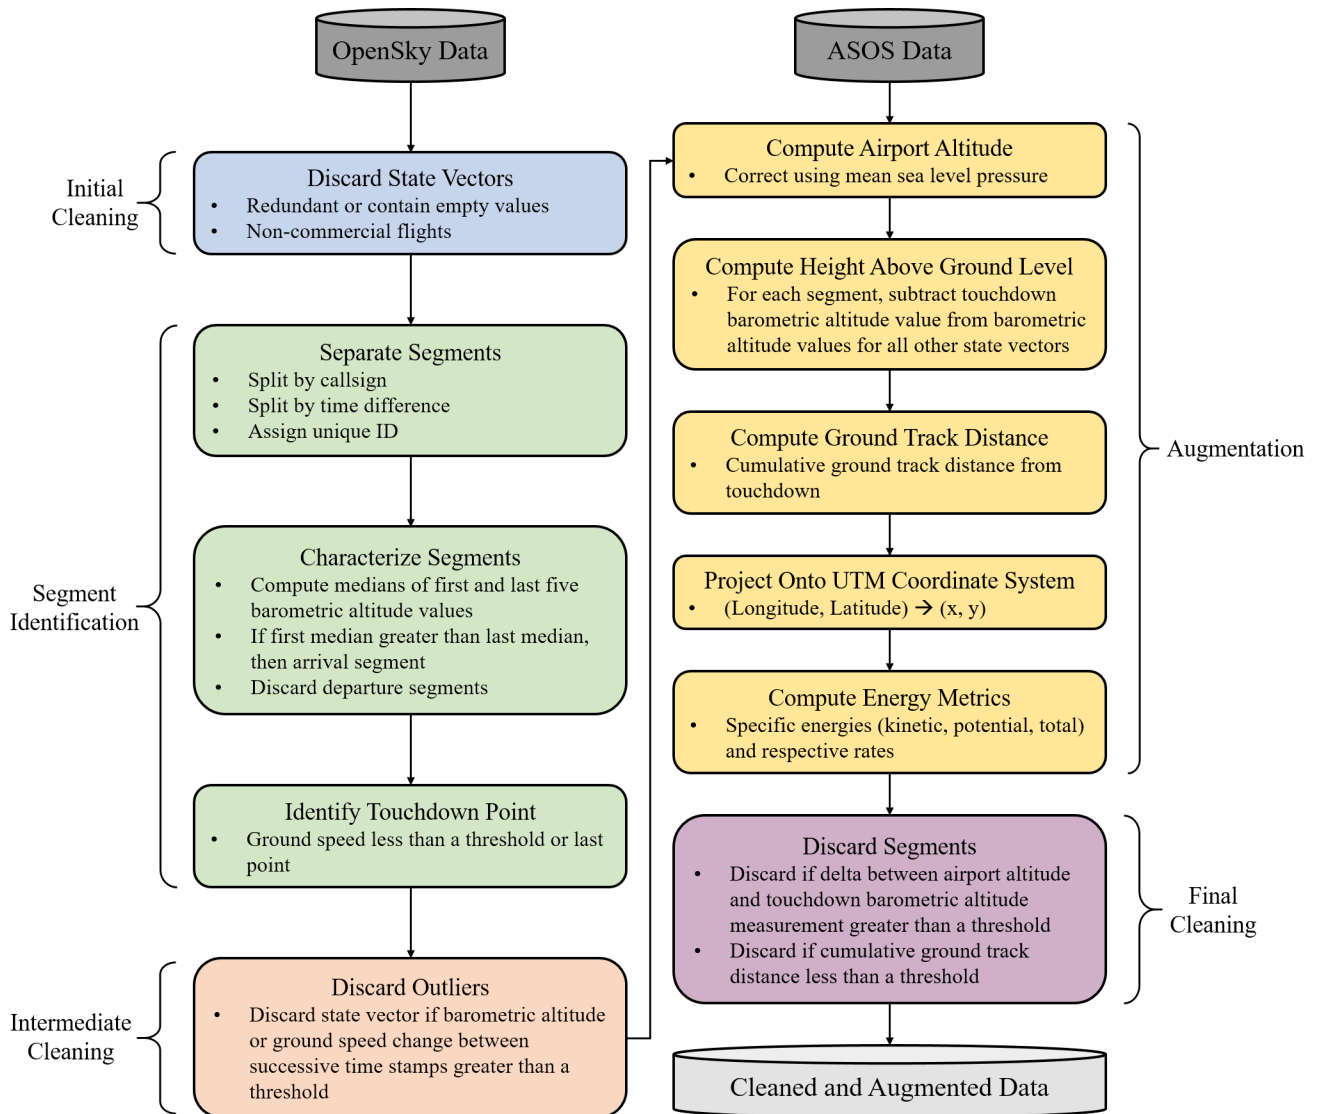 OpenSky Data
Initial
Cleaning
Discard State Vectors
• Redundant or contain empty values
• Non-commercial flights
Segment
Identification
Separate Segments
• Split by callsign
• Split by time difference
• Assign unique ID
Characterize Segments
• Compute medians of first and last five
barometric altitude values
• If first median greater than last median,
then arrival segment
• Discard departure segments
Identify Touchdown Point
• Ground speed less than a threshold or last
point
Intermediate
Cleaning
Discard Outliers
• Discard state vector if barometric altitude
or ground speed change between
successive time stamps greater than a
threshold
ASOS Data
Compute Airport Altitude
• Correct using mean sea level pressure
Compute Height Above Ground Level
• For each segment, subtract touchdown
barometric altitude value from barometric
altitude values for all other state vectors
Compute Ground Track Distance
• Cumulative ground track distance from
touchdown
Project Onto UTM Coordinate System
• (Longitude, Latitude) → (x, y)
Compute Energy Metrics
• Specific energies (kinetic, potential, total)
and respective rates
Augmentation
Discard Segments
• Discard if delta between airport altitude
and touchdown barometric altitude
measurement greater than a threshold
• Discard if cumulative ground track
distance less than a threshold
Final
Cleaning
Cleaned and Augmented Data